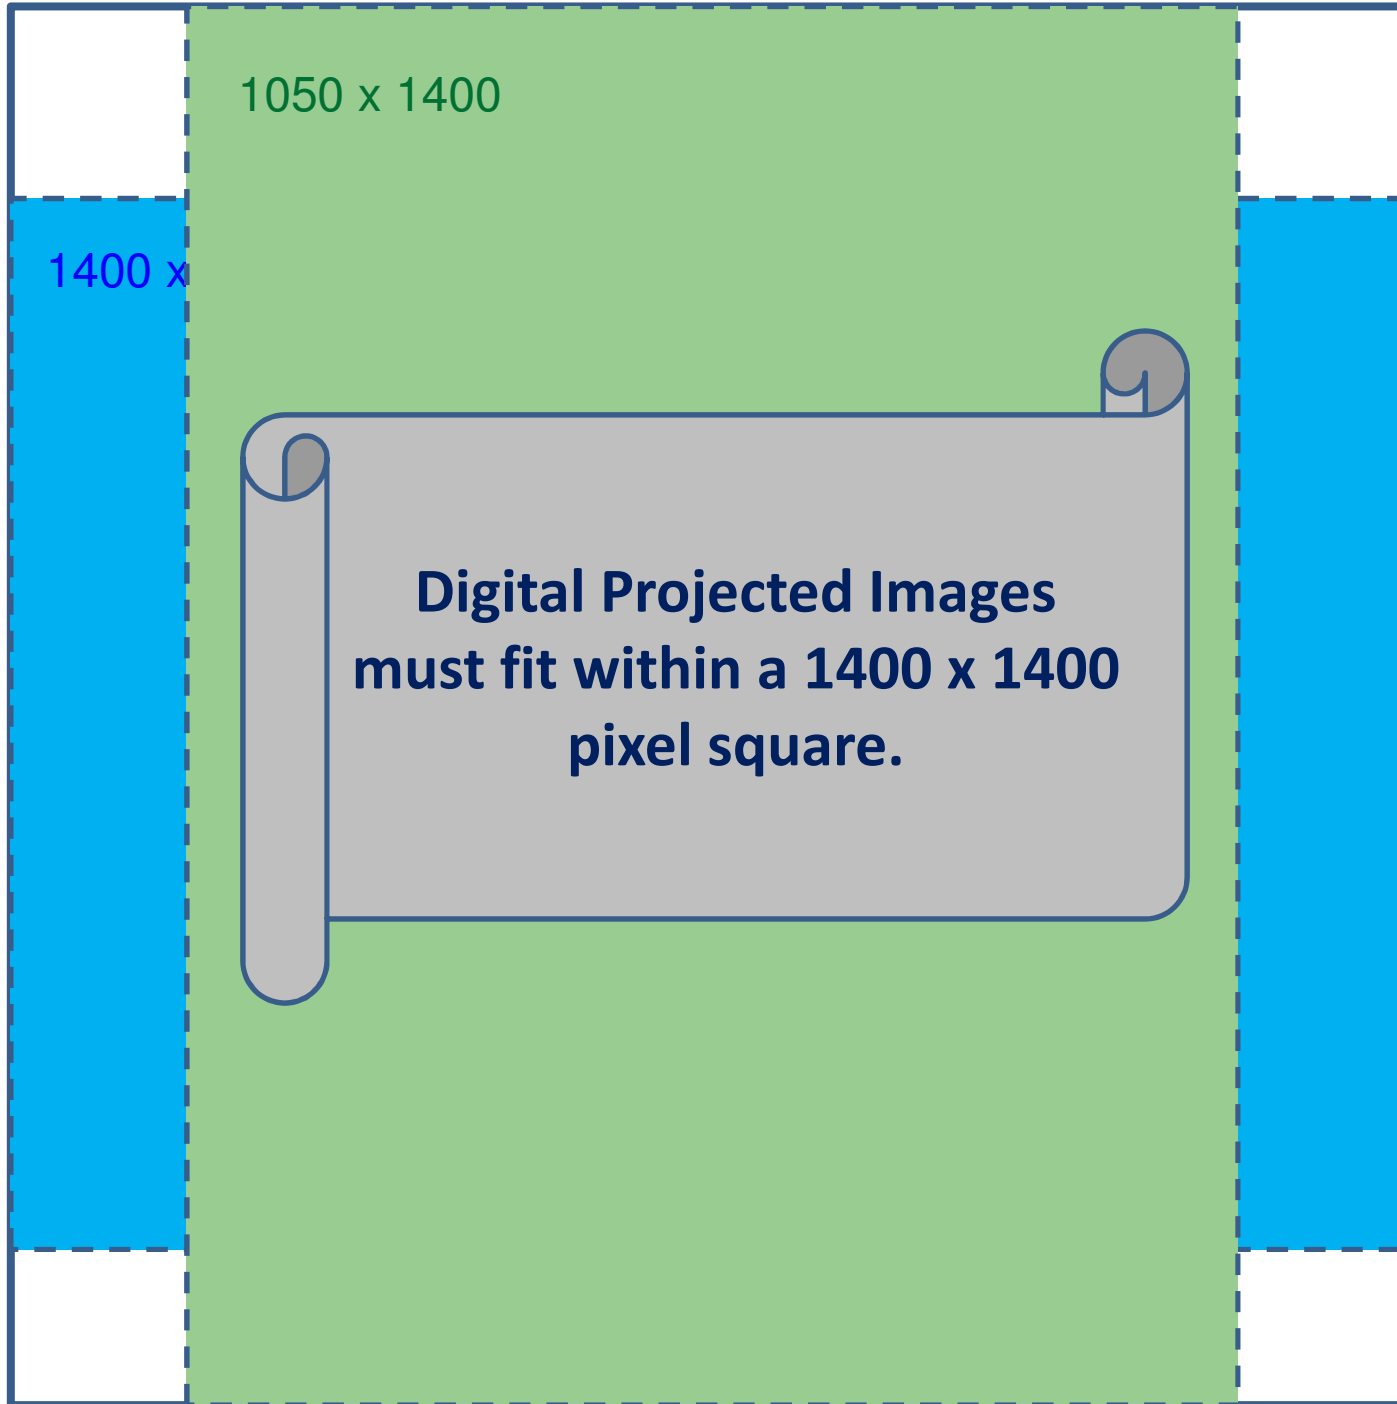 1050 x 1400
1400 x
Digital Projected Images
must fit within a 1400 x 1400
pixel square.